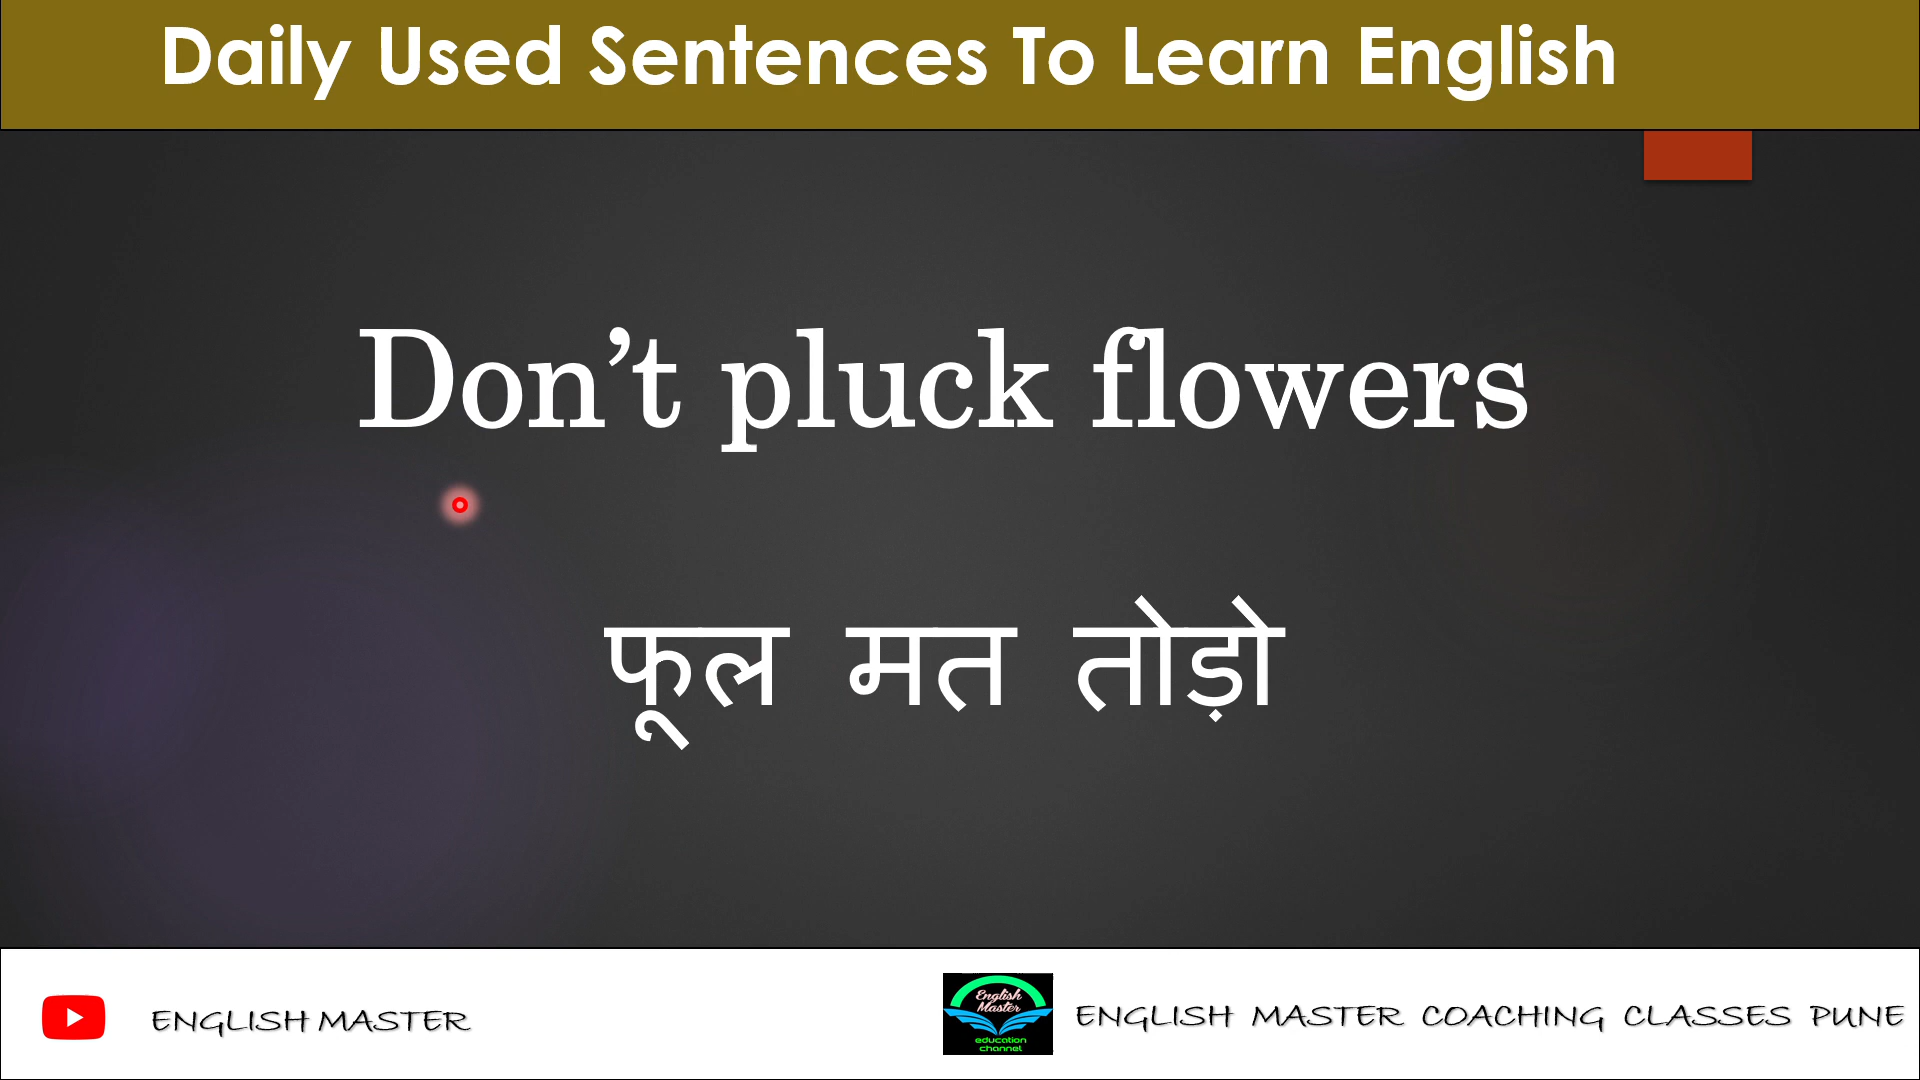 Daily Used Sentences To Learn English
Don’t pluck flowers
फूल मत तोड़ो
ENGLISH MASTER
English
Master
education
channel
ENGLISH MASTER COACHING CLASSES PUNE